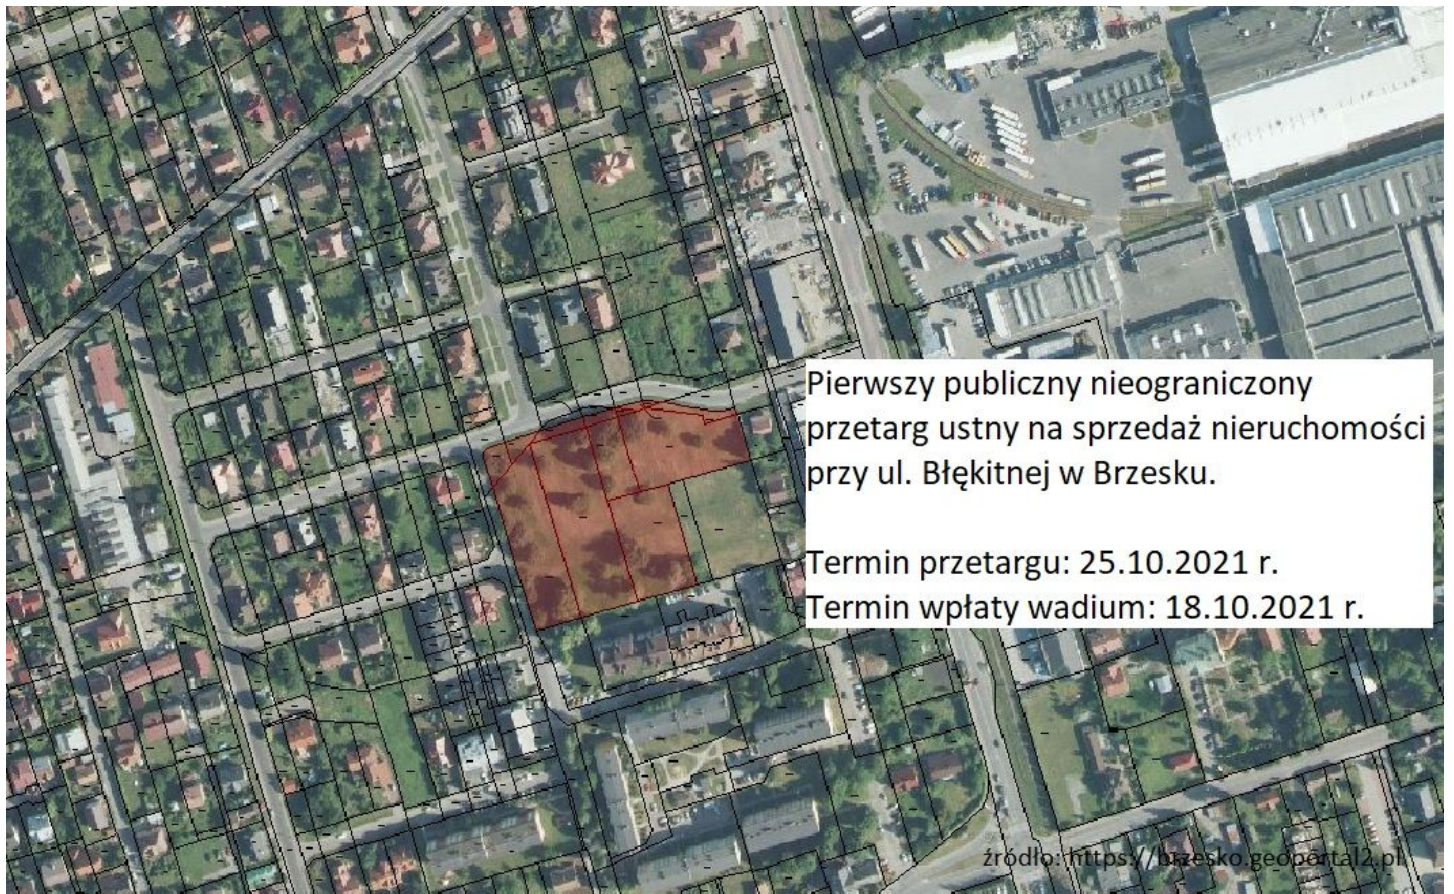 Pierwszy publiczny nieograniczony
przetarg ustny na sprzedaż nieruchomości
przy ul. Błękitnej w Brzesku.
Termin przetargu: 25.10.2021 r.
Termin wpłaty wadium: 18.10.2021 r.
źródło: https://brzesko.geoportal2.pl